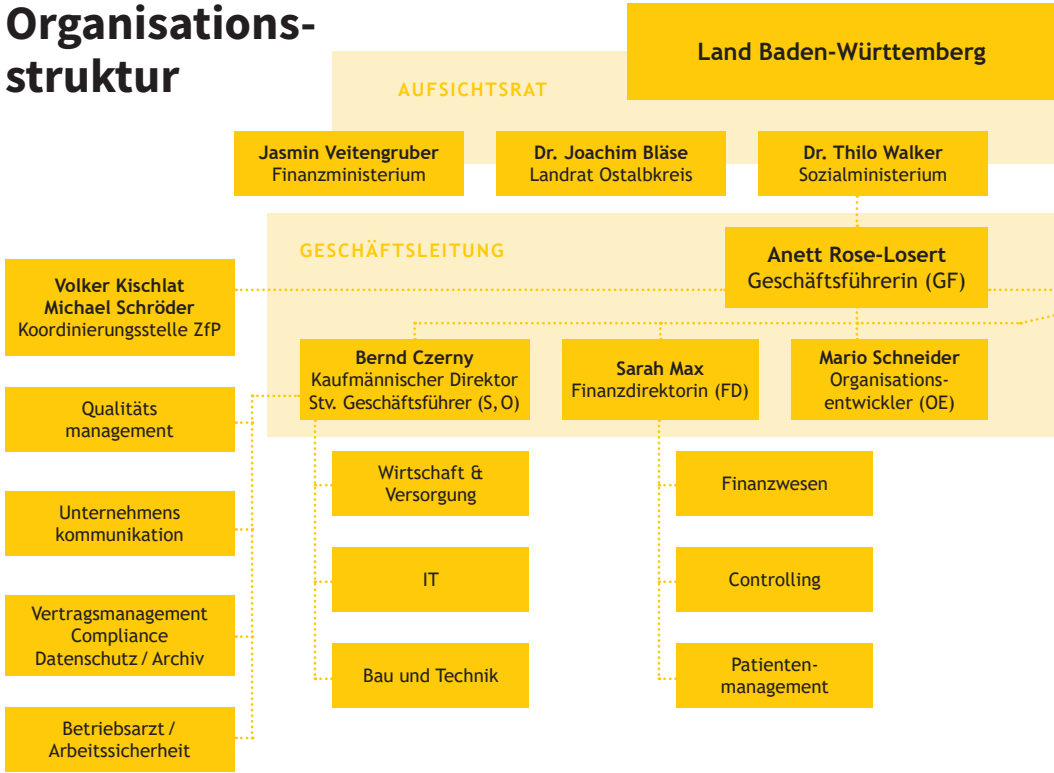 Organisations-
struktur
Land Baden-Württemberg
AUFSICHTSRAT
Jasmin Veitengruber
Finanzministerium
Dr. Joachim Bläse
Landrat Ostalbkreis
Dr. Thilo Walker
Sozialministerium
GESCHÄFTSLEITUNG
Anett Rose-Losert
Geschäftsführerin (GF)
Volker Kischlat
Michael Schröder
Koordinierungsstelle ZfP
Bernd Czerny
Kaufmännischer Direktor
Stv. Geschäftsführer (S, O)
Sarah Max
Finanzdirektorin (FD)
Mario Schneider
Organisations-
entwickler (OE)
Qualitäts
management
Unternehmens
kommunikation
Vertragsmanagement
Compliance
Datenschutz / Archiv
Betriebsarzt /
Arbeitssicherheit
Wirtschaft &
Versorgung
IT
Bau und Technik
Finanzwesen
Controlling
Patienten-
management